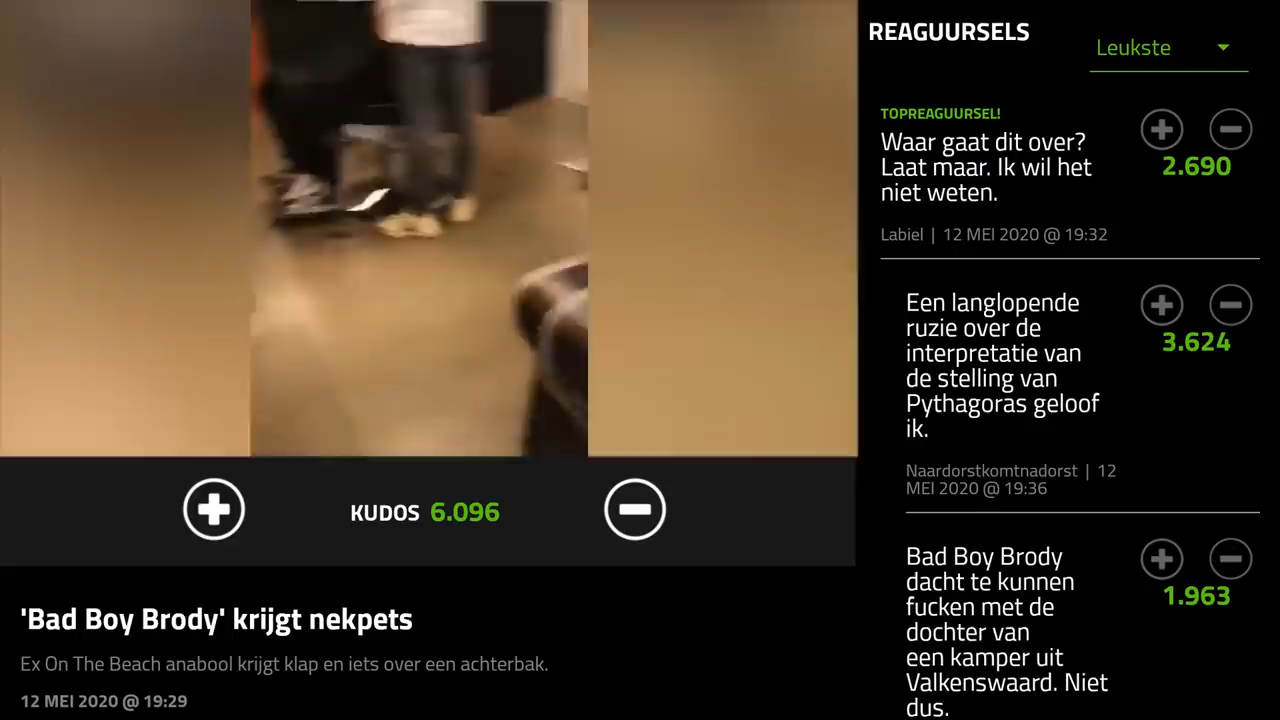 REAGUURSELS
Leukste
TOPREAGUURSEL!
Waar gaat dit over?
Laat maar. Ik wil het
niet weten.
2.690
Labiel | 12 MEI 2020 @ 19:32
Een langlopende
ruzie over de
interpretatie van
de stelling van
Pythagoras geloof
ik.
3.624
Naardorstkomtnadorst | 12
MEI 2020 @ 19:36
Bad Boy Brody
dacht te kunnen
fucken met de
dochter van
een kamper uit
Valkenswaard. Niet
dus.
1.963
KUDOS 6.096
'Bad Boy Brody' krijgt nekpets
Ex On The Beach anabool krijgt klap en iets over een achterbak.
12 MEI 2020 @ 19:29